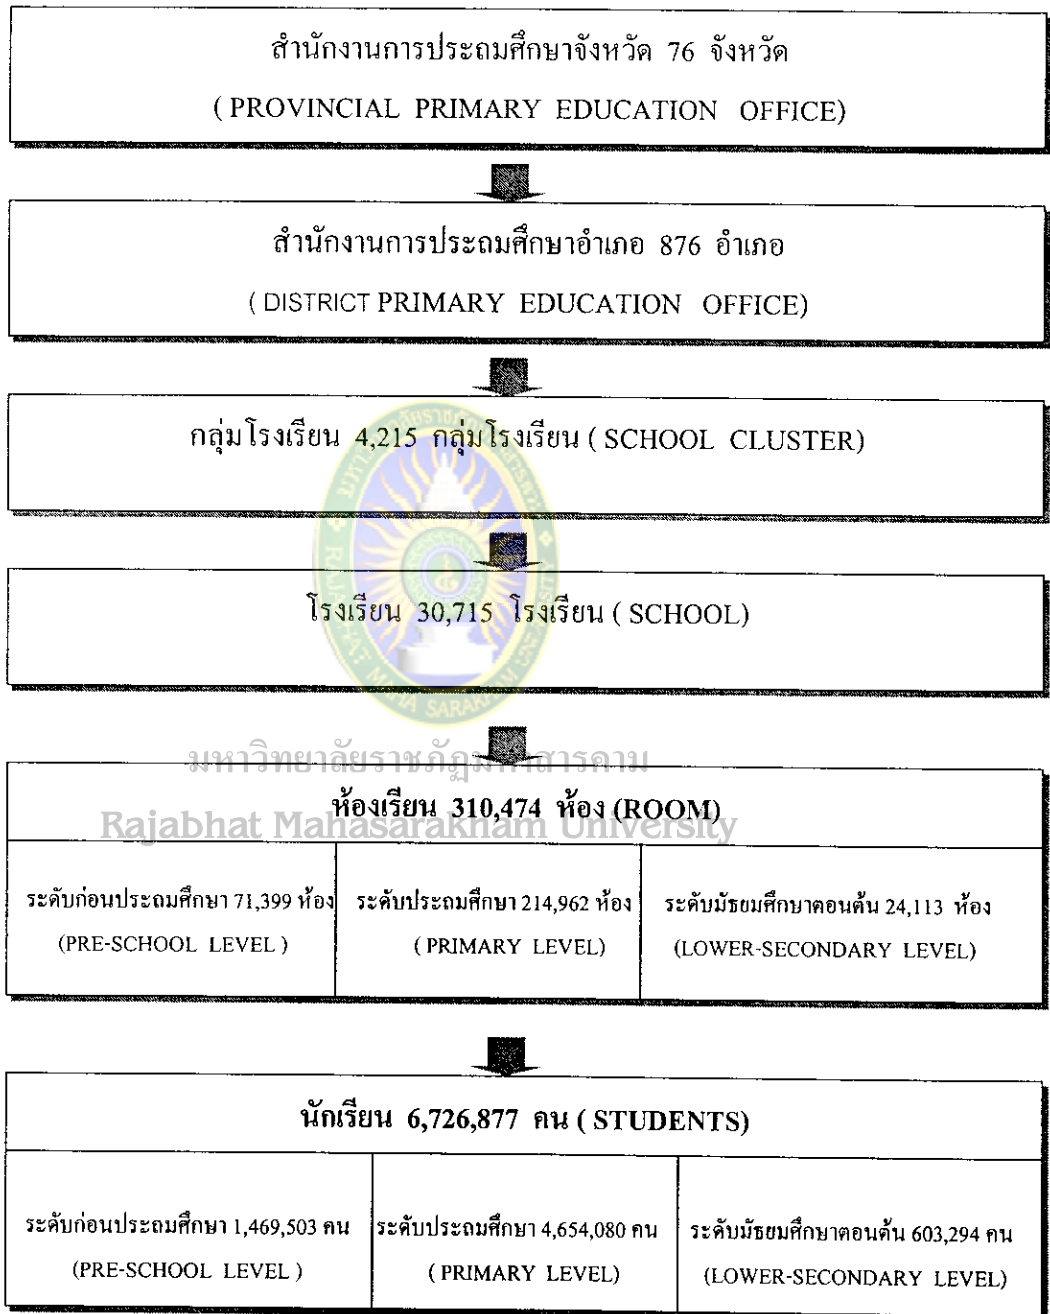 สำนักงานการประถมศึกษาจังหวัด 76 จังหวัด
( PROVINCIAL PRIMARY EDUCATION OFFICE)
สำนักงานการประถมศึกษาอำเภอ 876 อำเภอ
( DISTRICT PRIMARY EDUCATION OFFICE)
กลุ่มโรงเรียน 4,215 กลุ่มโรงเรียน ( SCHOOL CLUSTER)
โรงเรียน 30,715 โรงเรียน ( SCHOOL)
มหาวิทยาลัยราชภัฏมหาสารคาม
Rajabhat Mahasarakham University
ห้องเรียน 310,474 ห้อง (ROOM)
ระดับก่อนประถมศึกษา 71,399 ห้อง
(PRE-SCHOOL LEVEL )
ระดับประถมศึกษา 214,962 ห้อง
( PRIMARY LEVEL)
ระดับมัธยมศึกษาตอนต้น 24,113 ห้อง
(LOWER-SECONDARY LEVEL)
นักเรียน 6,726,877 คน ( STUDENTS)
ระดับก่อนประถมศึกษา 1,469,503 คน
(PRE-SCHOOL LEVEL )
ระดับประถมศึกษา 4,654,080 คน
( PRIMARY LEVEL)
ระดับมัธยมศึกษาตอนต้น 603,294 คน
(LOWER-SECONDARY LEVEL)